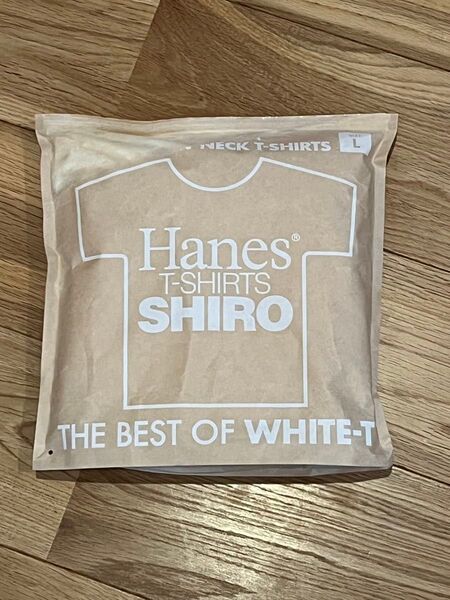 NECK T-SHIRTS
L
Hanes®
T-SHIRTS
SHIRO
THE BEST OF WHITE-T